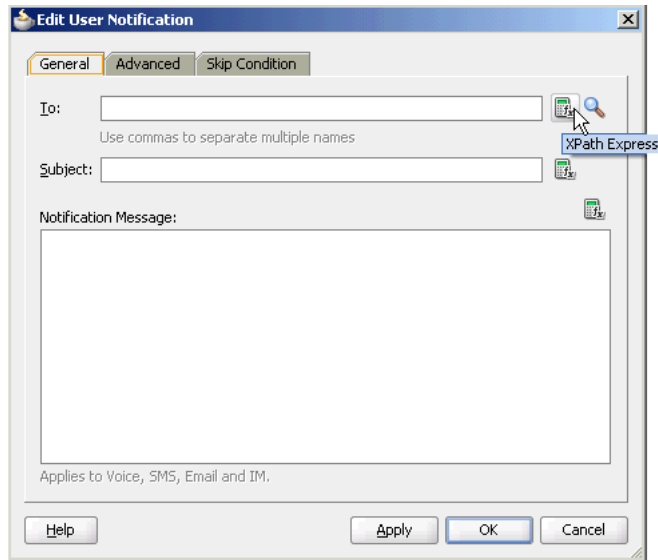 Edit User Notification
General Advanced Skip Condition
To:
Use commas to separate multiple names
XPath Express
Subject:
Notification Message:
Applies to Voice, SMS, Email and IM.
Help Apply OK Cancel